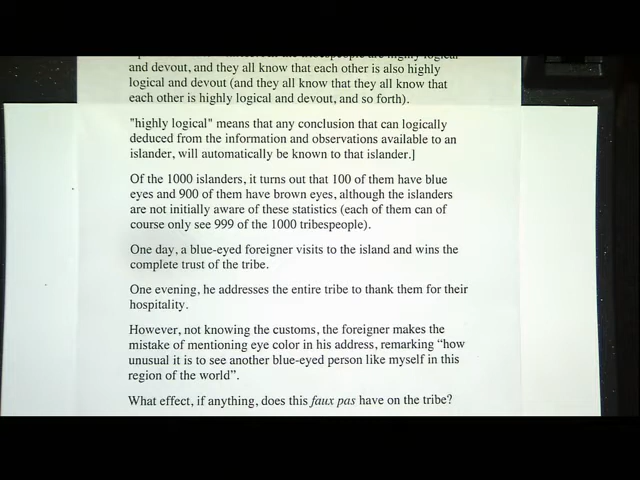 and devout, and they all know that each other is also highly
logical and devout (and they all know that they all know that
each other is highly logical and devout, and so forth).
"highly logical" means that any conclusion that can logically
deduced from the information and observations available to an
islander, will automatically be known to that islander.]
Of the 1000 islanders, it turns out that 100 of them have blue
eyes and 900 of them have brown eyes, although the islanders
are not initially aware of these statistics (each of them can of
course only see 999 of the 1000 tribespeople).
One day, a blue-eyed foreigner visits to the island and wins the
complete trust of the tribe.
One evening, he addresses the entire tribe to thank them for their
hospitality.
However, not knowing the customs, the foreigner makes the
mistake of mentioning eye color in his address, remarking “how
unusual it is to see another blue-eyed person like myself in this
region of the world”.
What effect, if anything, does this faux pas have on the tribe?